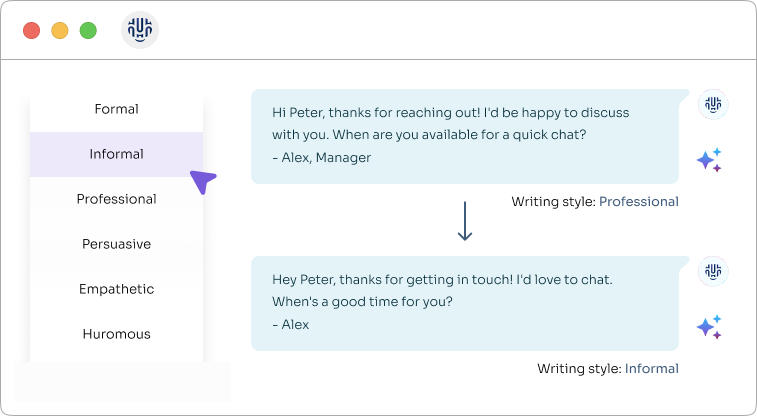 Formal
Informal
Professional
Persuasive
Empathetic
Huromous
Hi Peter, thanks for reaching out! I'd be happy to discuss
with you. When are you available for a quick chat?
- Alex, Manager
Writing style: Professional
Hey Peter, thanks for getting in touch! I'd love to chat.
When's a good time for you?
- Alex
Writing style: Informal